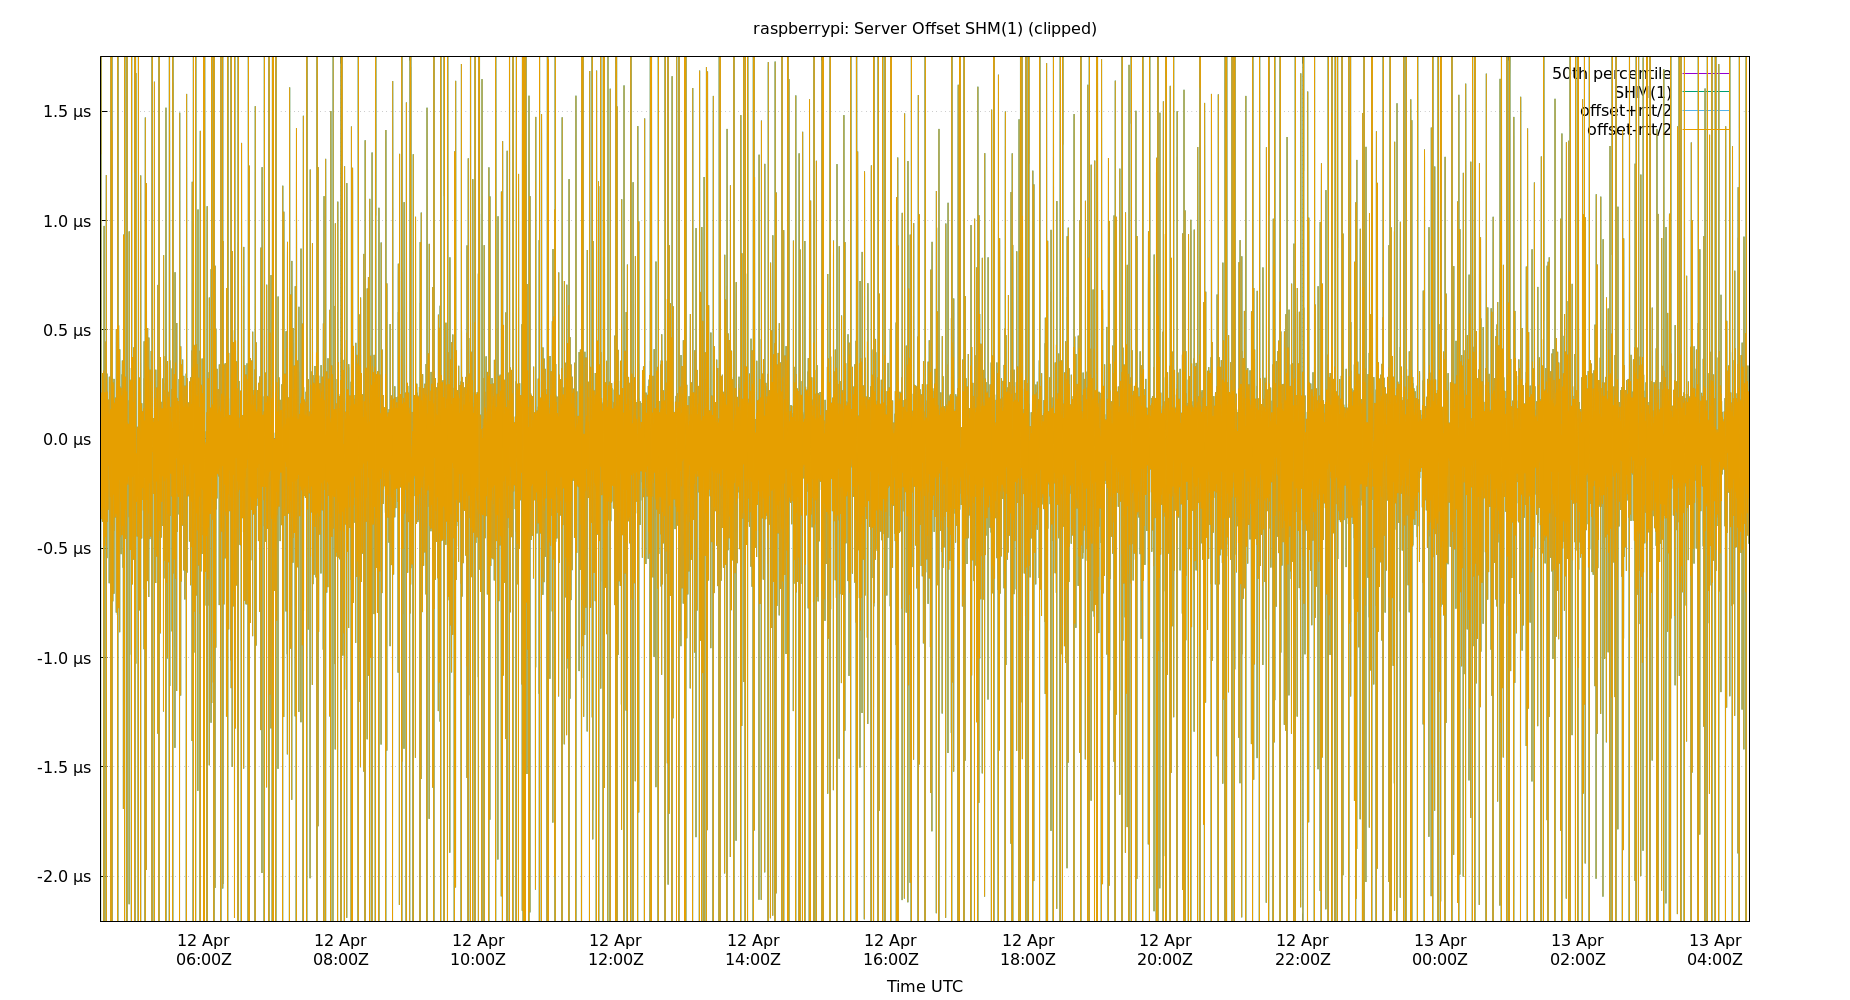 raspberrypi: Server Offset SHM(1) (clipped)
50th percentile
SHM(1)
offset+rtt/2
offset-rtt/2
1.5 µs
1.0 µs
0.5 µs
0.0 µs
-0.5 µs
-1.0 µs
-1.5 µs
-2.0 µs
12 Apr 12 Apr 12 Apr 12 Apr 12 Apr 12 Apr 12 Apr 12 Apr 12 Apr 13 Apr 13 Apr 13 Apr
06:00Z 08:00Z 10:00Z 12:00Z 14:00Z 16:00Z 18:00Z 20:00Z 22:00Z 00:00Z 02:00Z 04:00Z
Time UTC